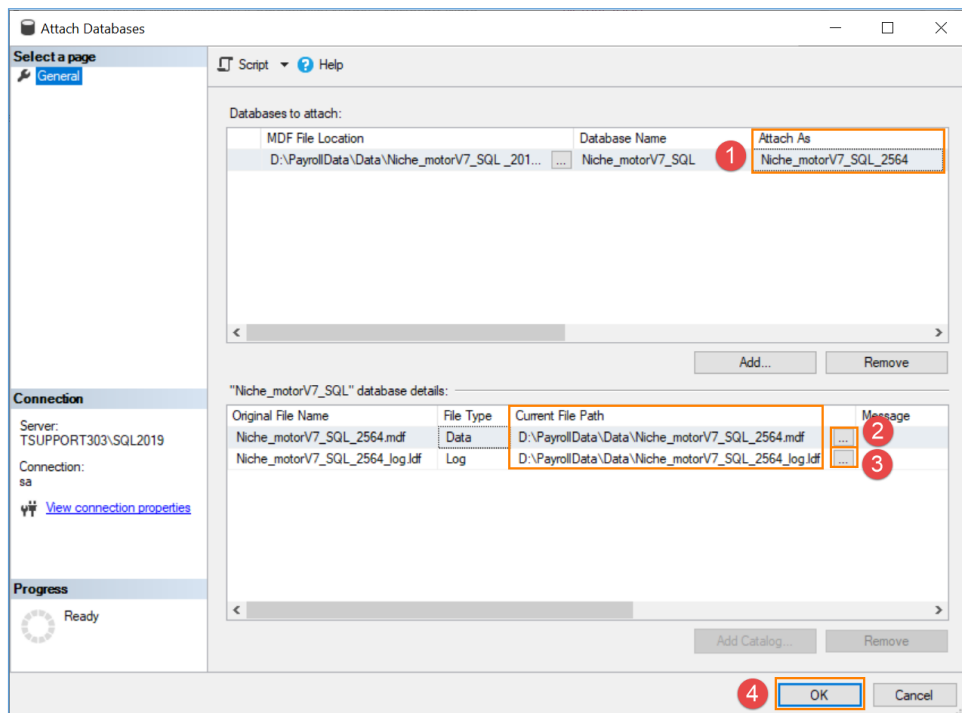 Attach Databases
Select a page
General
Script Help
Databases to attach:
MDF File Location Database Name Attach As
D:\PayrollData\Data\Niche_motorV7_SQL _201... ... Niche_motorV7_SQL 1 Niche_motorV7_SQL_2564
Add... Remove
"Niche_motorV7_SQL" database details:
Original File Name File Type Current File Path Message
Niche_motorV7_SQL_2564.mdf Data D:\PayrollData\Data\Niche_motorV7_SQL_2564.mdf ... 2
Niche_motorV7_SQL_2564_log.ldf Log D:\PayrollData\Data\Niche_motorV7_SQL_2564_log.ldf ... 3
Connection
Server:
TSUPPORT303\SQL2019
Connection:
sa
View connection properties
Progress
Ready
Add Catalog... Remove
4 OK Cancel